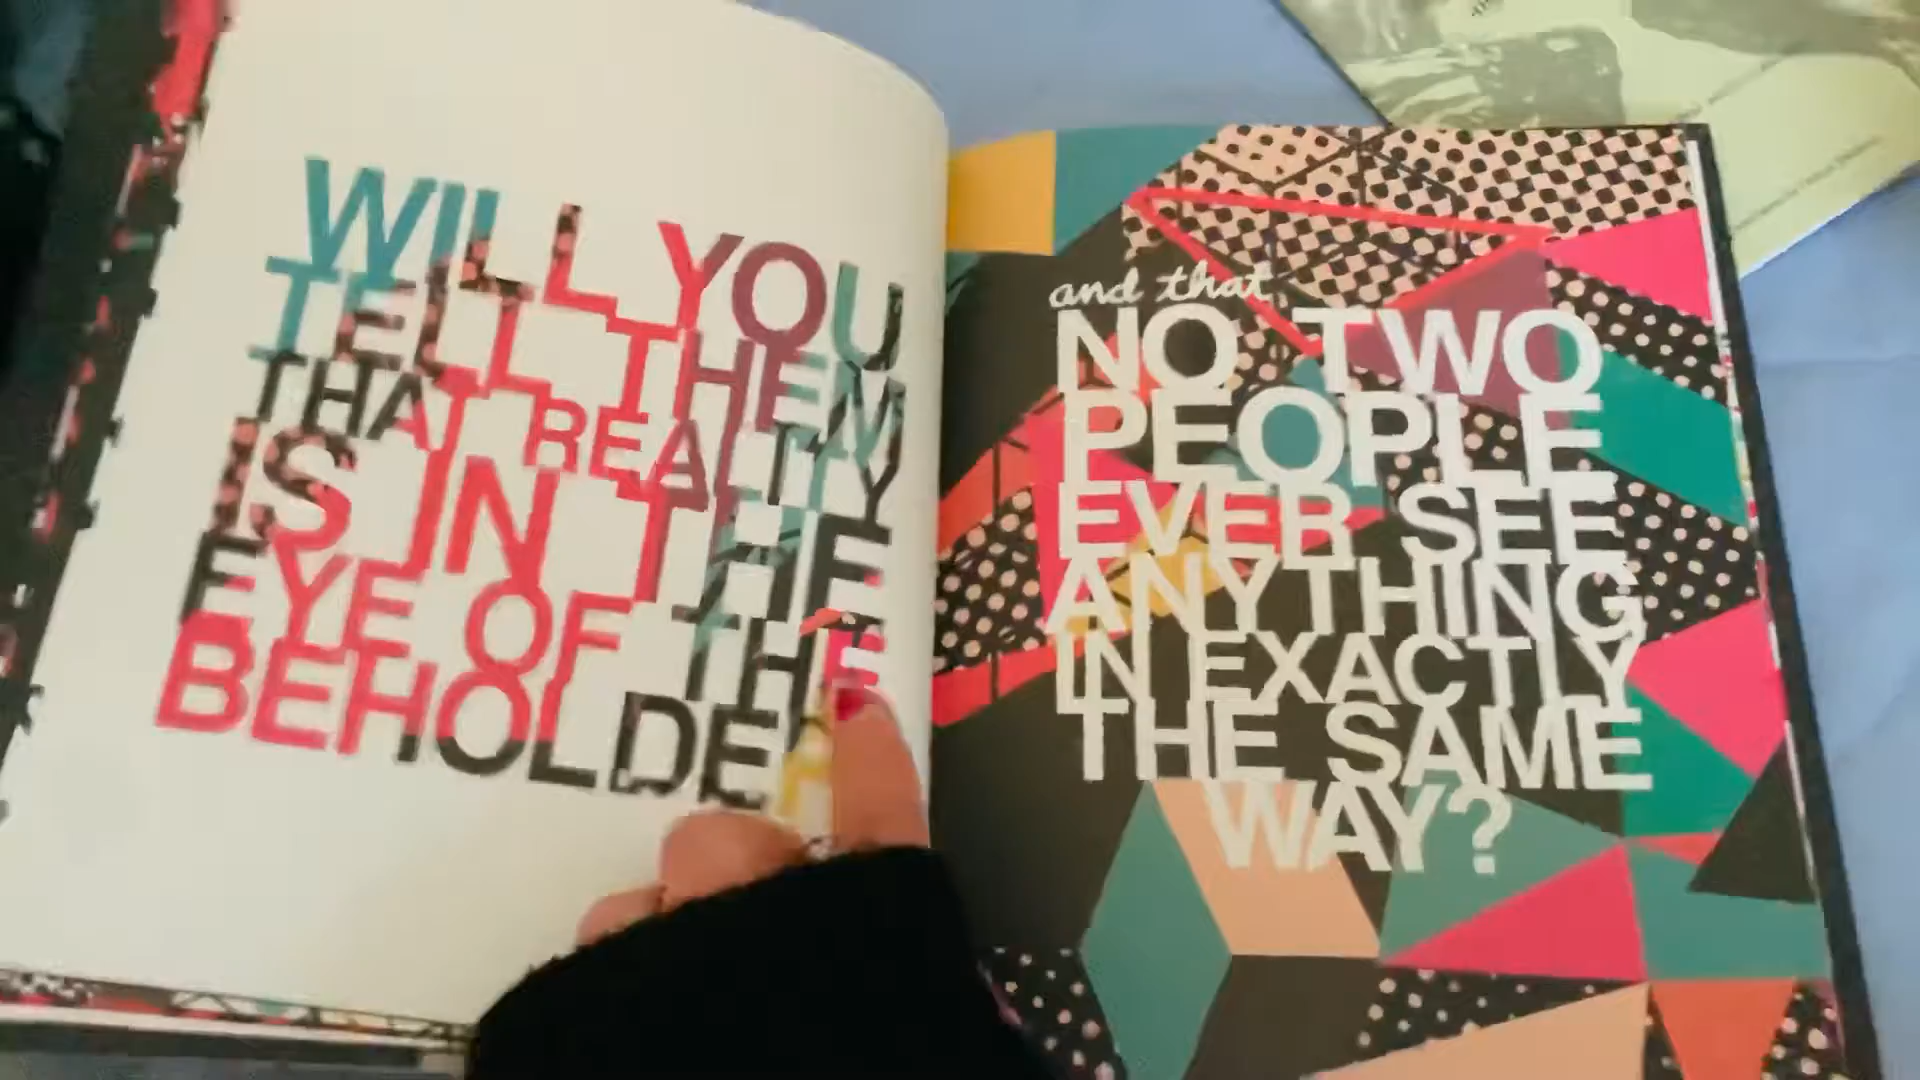 WILL YOU
TELL THEM
THAT REALITY
IS IN THE
EYE OF THE
BEHOLDER
and that
NO TWO
PEOPLE
EVER SEE
ANYTHING
IN EXACTLY
THE SAME
WAY?